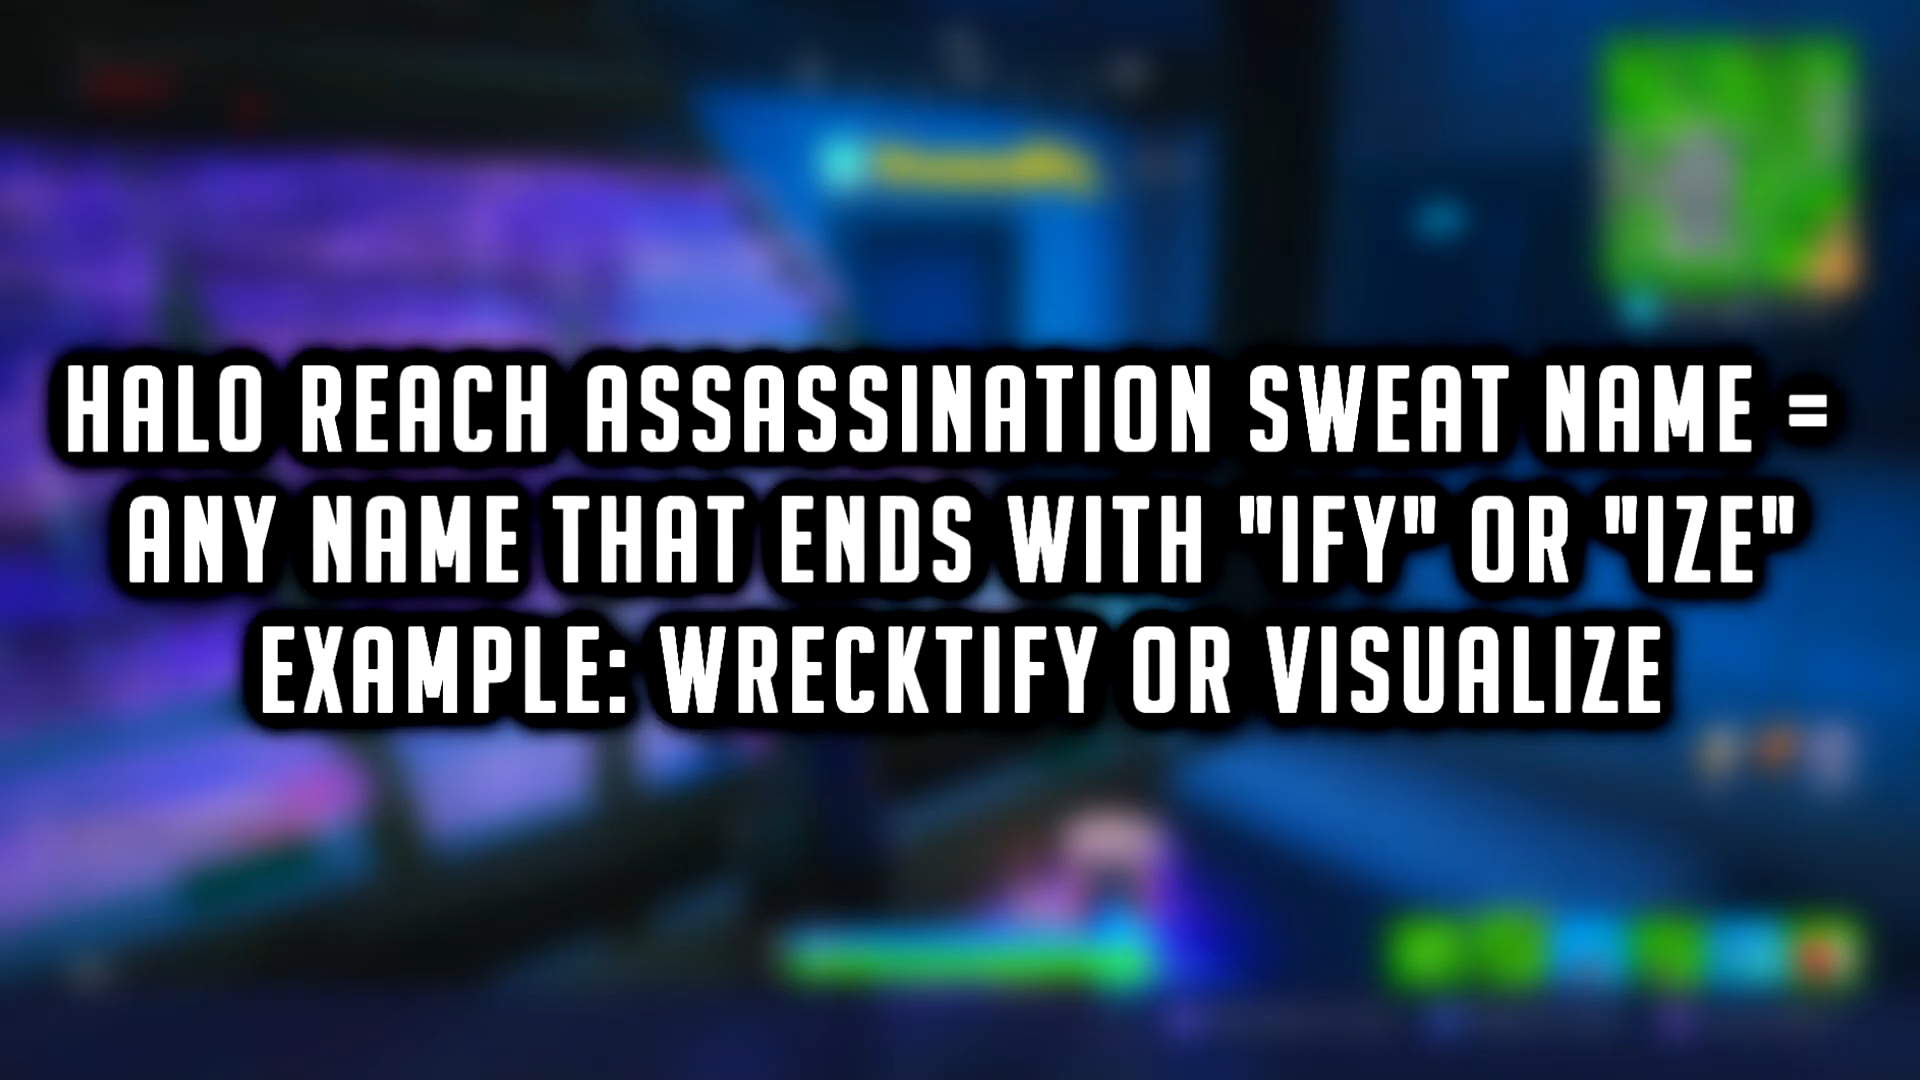 HALO REACH ASSASSINATION SWEAT NAME =
ANY NAME THAT ENDS WITH "IFY" OR "IZE"
EXAMPLE: WRECKTIFY OR VISUALIZE